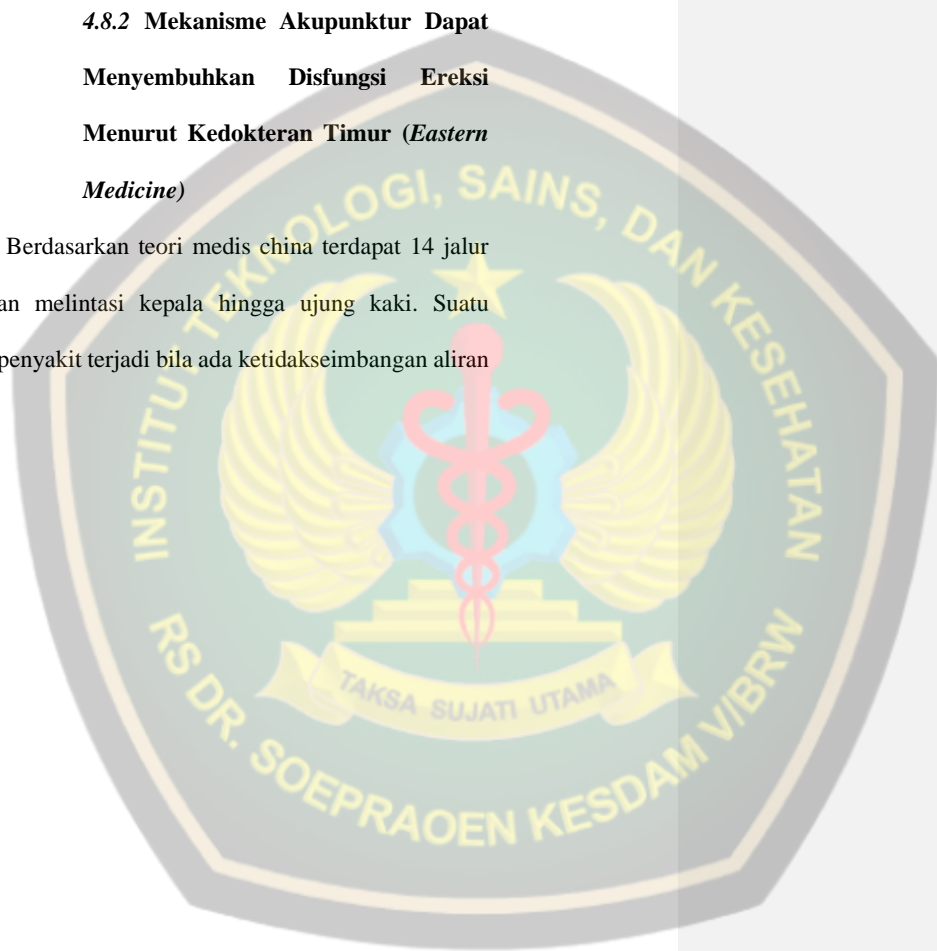 4.8.2 Mekanisme Akupunktur Dapat
Menyembuhkan Disfungsi Ereksi
Menurut Kedokteran Timur (Eastern
Medicine)
Berdasarkan teori medis china terdapat 14 jalur
an melintasi kepala hingga ujung kaki. Suatu
penyakit terjadi bila ada ketidakseimbangan aliran
INSTITUT TEKNOLOGI, SAINS, DAN KESEHATAN
TAKSA SUJATI UTAMA
RS DR. SOEPRAOEN KESDAM V/BRW